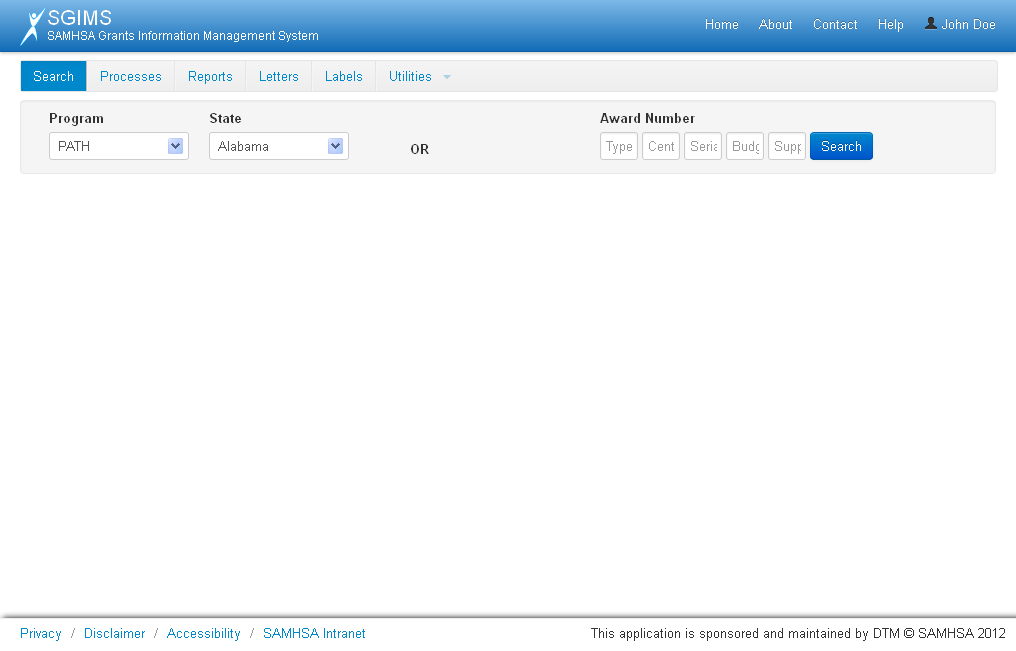 SGIMS
SAMHSA Grants Information Management System
Home About Contact Help John Doe
Search Processes Reports Letters Labels Utilities
Program State Award Number
PATH Alabama OR Type Cent Seria Budg Supp Search
Privacy / Disclaimer / Accessibility / SAMHSA Intranet
This application is sponsored and maintained by DTM © SAMHSA 2012